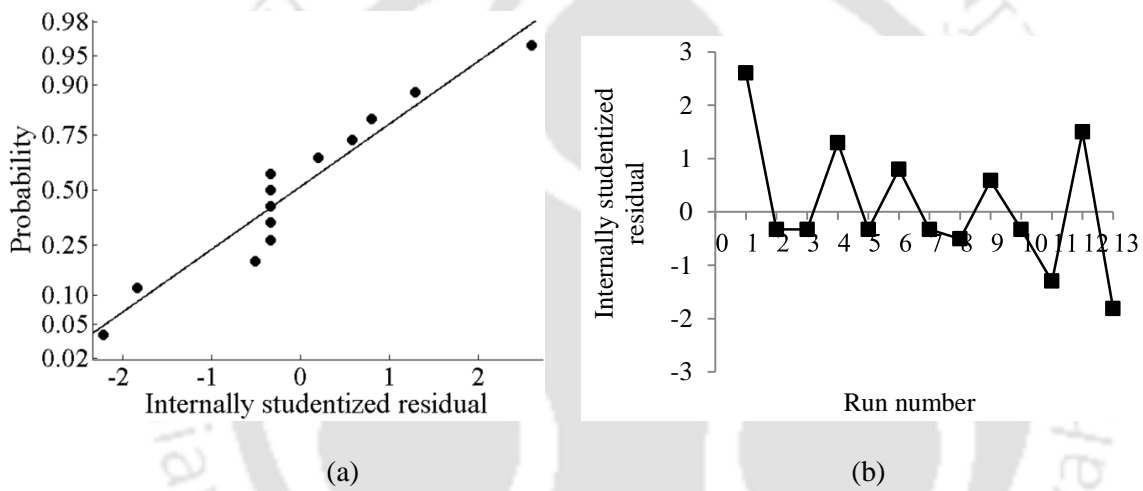 0.98
0.95
0.90
0.75
0.50
0.25
0.10
0.05
0.02
Probability
-2 -1 0 1 2
Internally studentized residual
(a)
3
2
1
0
-1
-2
-3
Internally studentized
residual
0 1 2 3 4 5 6 7 8 9 10 11 12 13
Run number
(b)